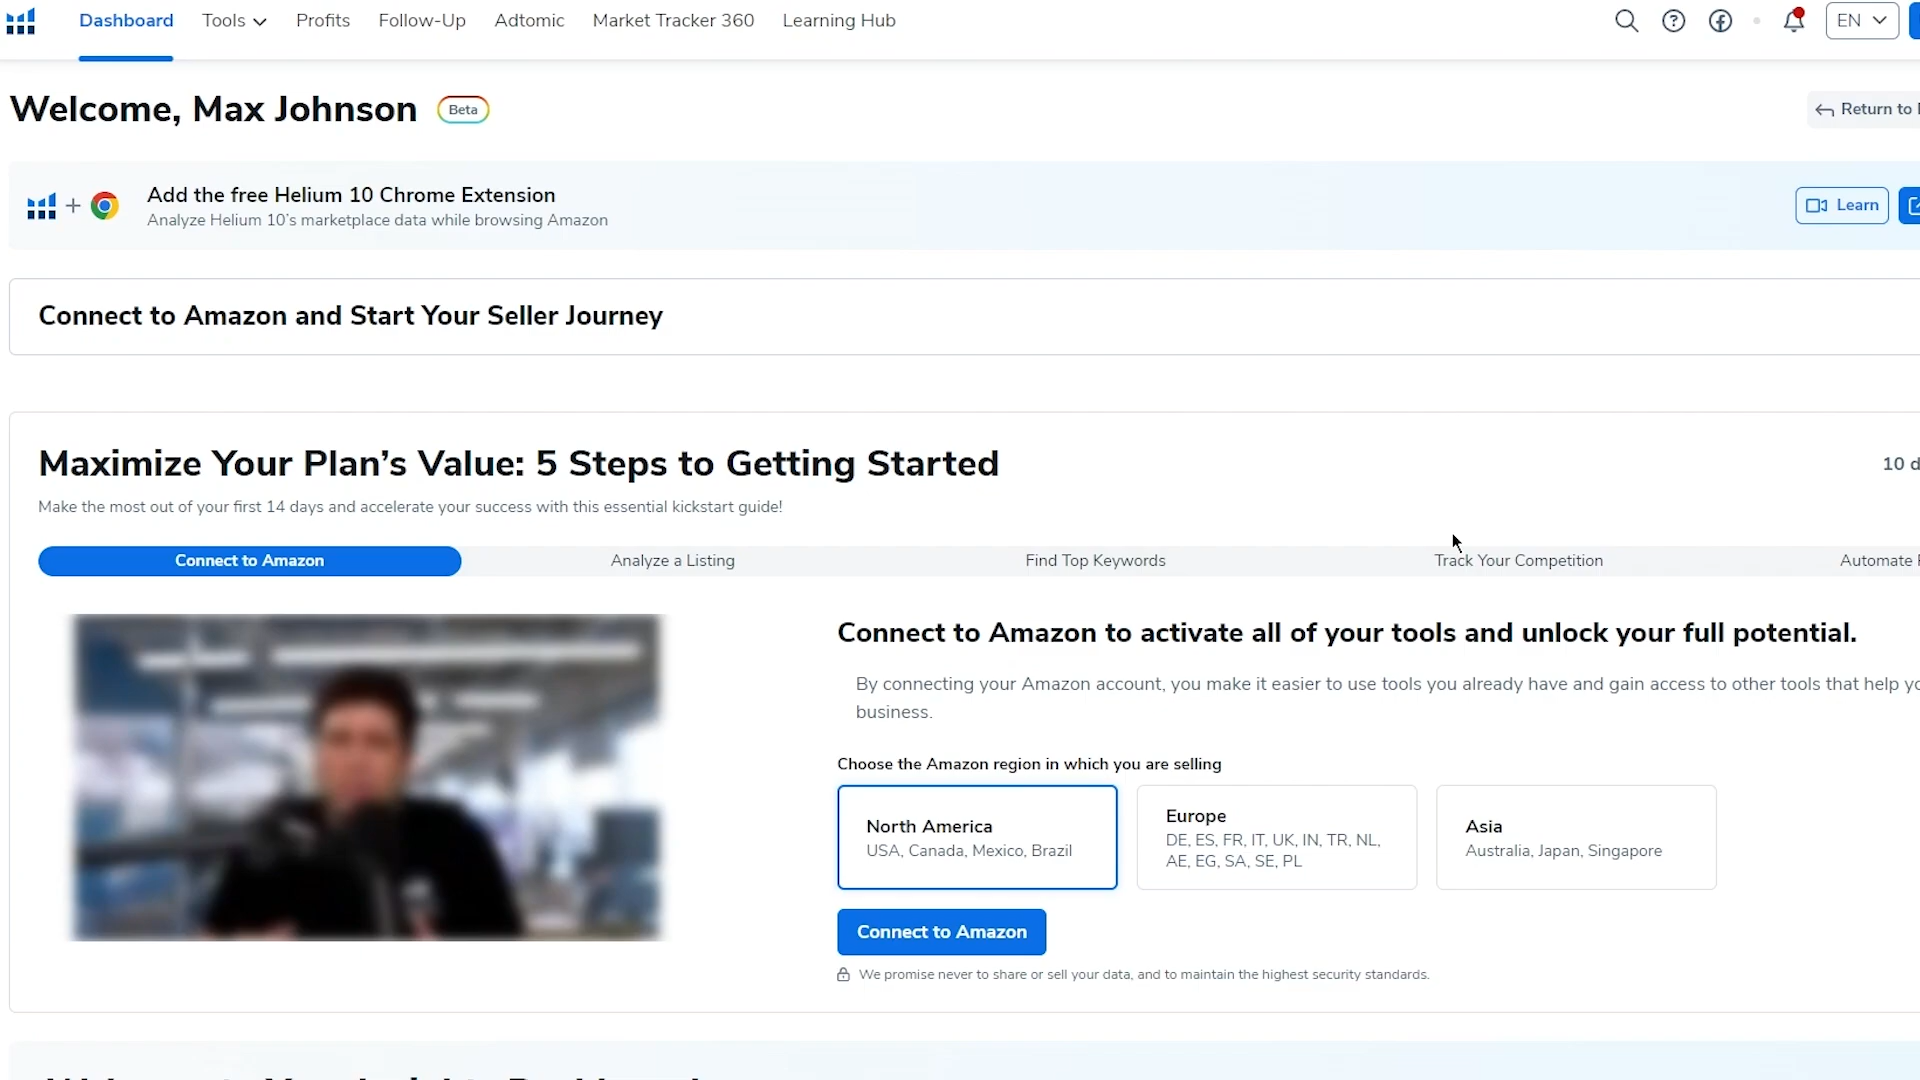 Dashboard Tools Profits Follow-Up Adtomic Market Tracker 360 Learning Hub EN
Welcome, Max Johnson Beta
Return to
Add the free Helium 10 Chrome Extension
Analyze Helium 10's marketplace data while browsing Amazon
Learn
Connect to Amazon and Start Your Seller Journey
Maximize Your Plan's Value: 5 Steps to Getting Started
10 d
Make the most out of your first 14 days and accelerate your success with this essential kickstart guide!
Connect to Amazon Analyze a Listing Find Top Keywords Track Your Competition Automate
Connect to Amazon to activate all of your tools and unlock your full potential.
By connecting your Amazon account, you make it easier to use tools you already have and gain access to other tools that help yo
business.
Choose the Amazon region in which you are selling
North America
USA, Canada, Mexico, Brazil
Europe
DE, ES, FR, IT, UK, IN, TR, NL,
AE, EG, SA, SE, PL
Asia
Australia, Japan, Singapore
Connect to Amazon
We promise never to share or sell your data, and to maintain the highest security standards.